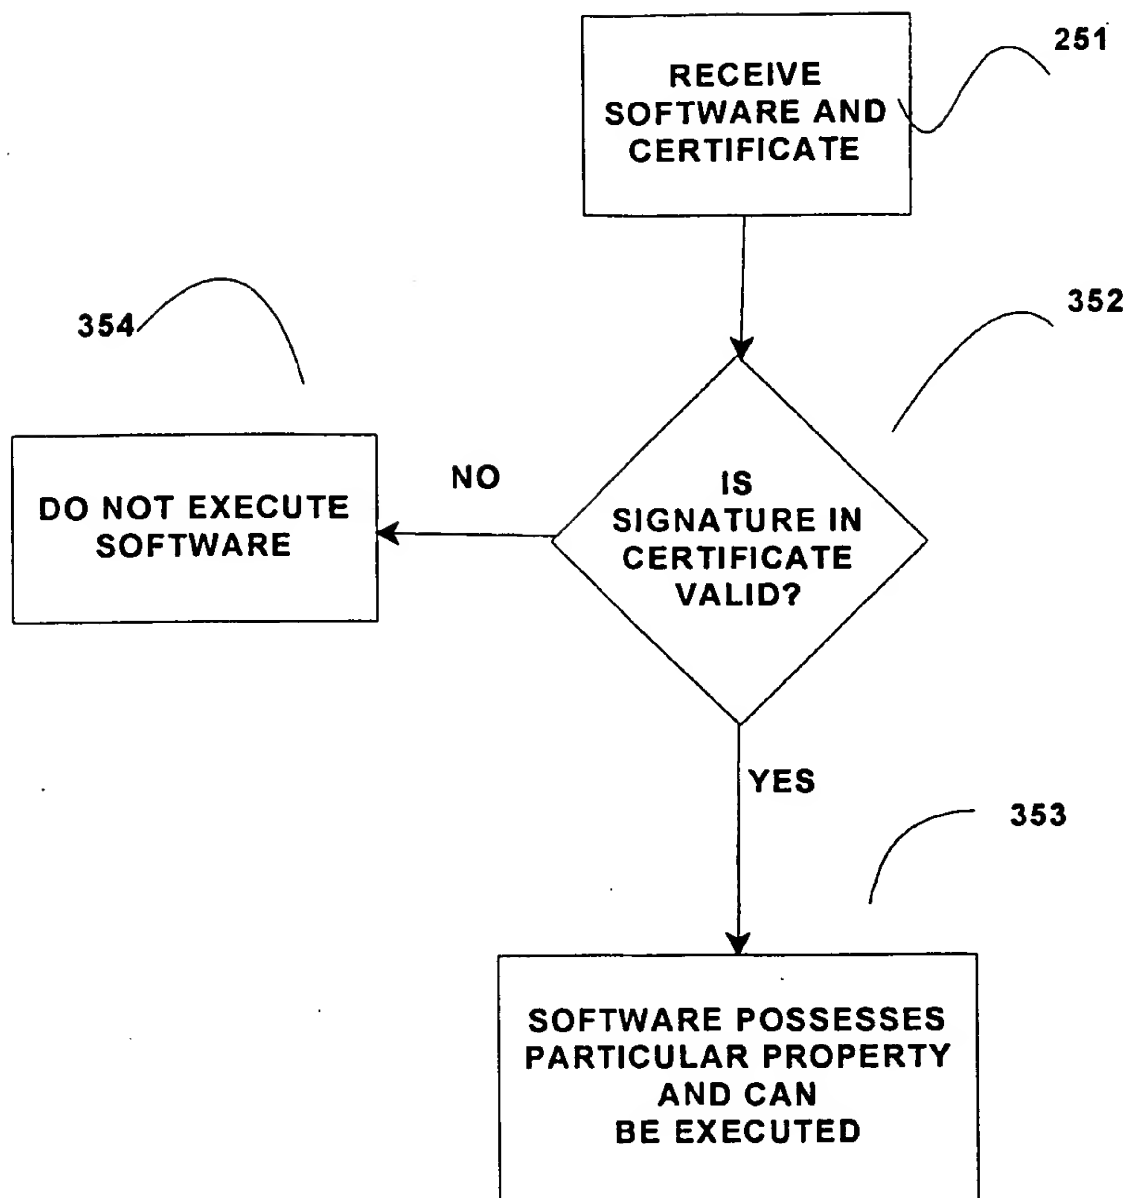 251
RECEIVE
SOFTWARE AND
CERTIFICATE
352
354
NO
IS
SIGNATURE IN
CERTIFICATE
VALID?
DO NOT EXECUTE
SOFTWARE
YES
353
SOFTWARE POSSESSES
PARTICULAR PROPERTY
AND CAN
BE EXECUTED